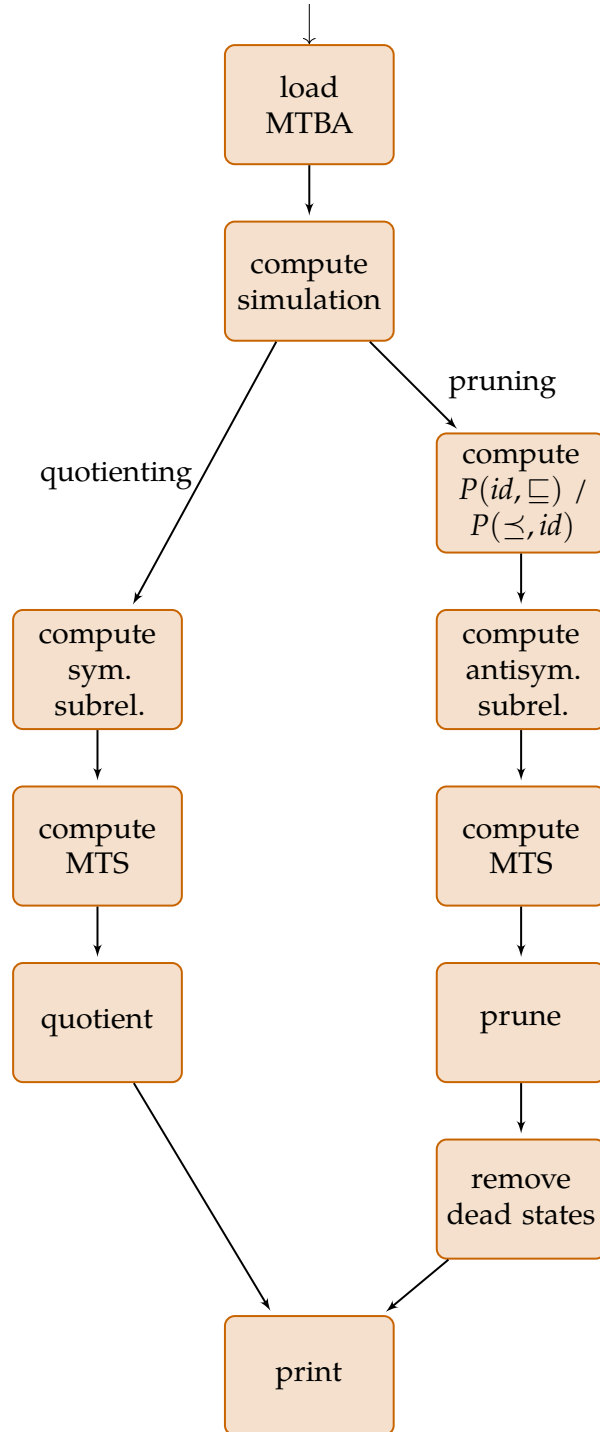 load
MTBA
compute
simulation
pruning
quotienting
compute
P(id, ⊑) /
P(⪯, id)
compute
sym.
subrel.
compute
antisym.
subrel.
compute
MTS
compute
MTS
quotient
prune
remove
dead states
print